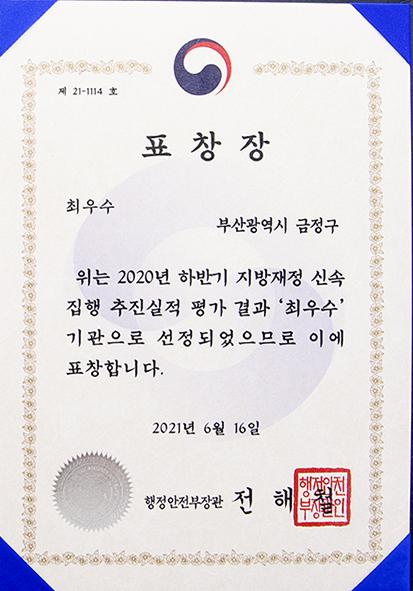 제 21-1114 호
표 창 장
최우수
부산광역시 금정구
위는 2020년 하반기 지방재정 신속
집행 추진실적 평가 결과 ‘최우수’
기관으로 선정되었으므로 이에
표창합니다.
2021년 6월 16일
행정안전부장관 전 해 철
행정안전
부장관인